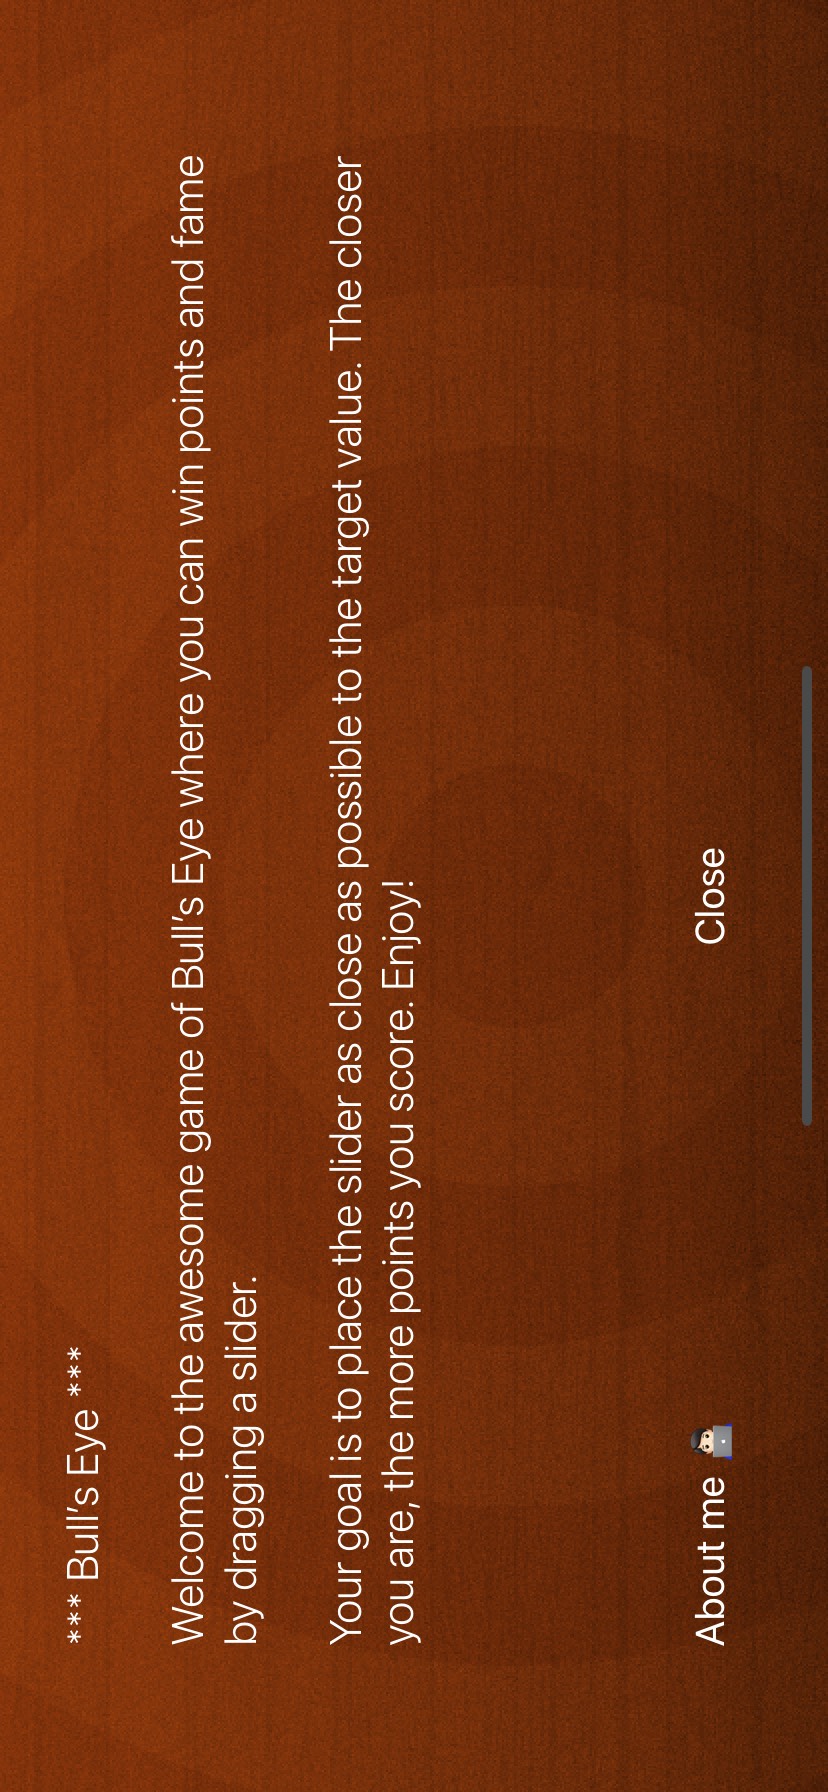 *** Bull’s Eye ***
Welcome to the awesome game of Bull’s Eye where you can win points and fame
by dragging a slider.
Your goal is to place the slider as close as possible to the target value. The closer
you are, the more points you score. Enjoy!
About me 🧑🏻‍💻
Close